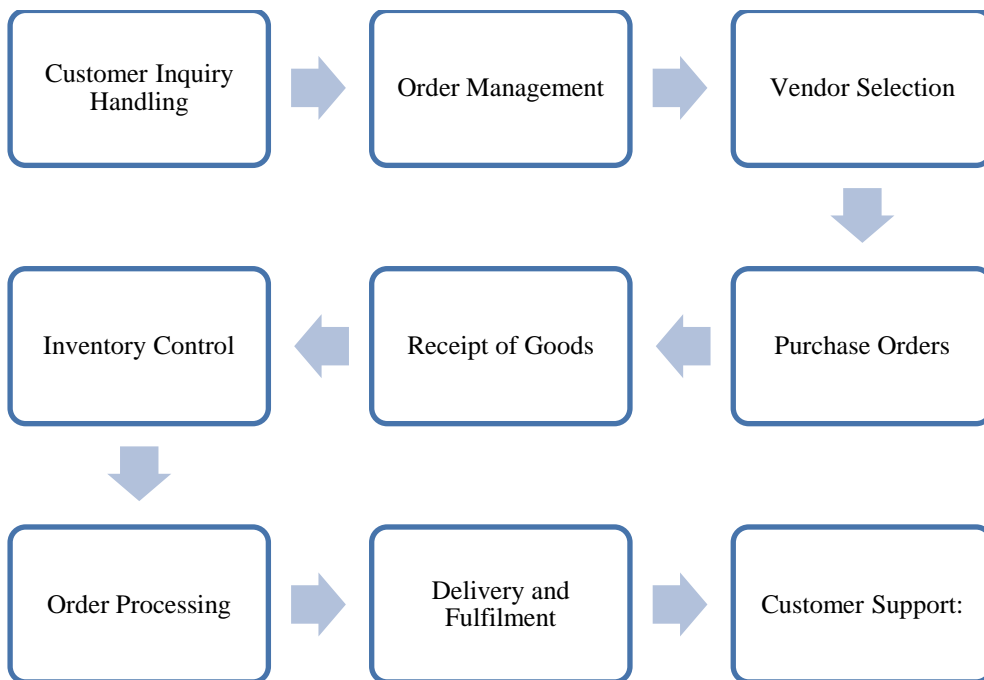 Customer Inquiry
Handling
Order Management
Vendor Selection
Purchase Orders
Receipt of Goods
Inventory Control
Order Processing
Delivery and
Fulfilment
Customer Support: